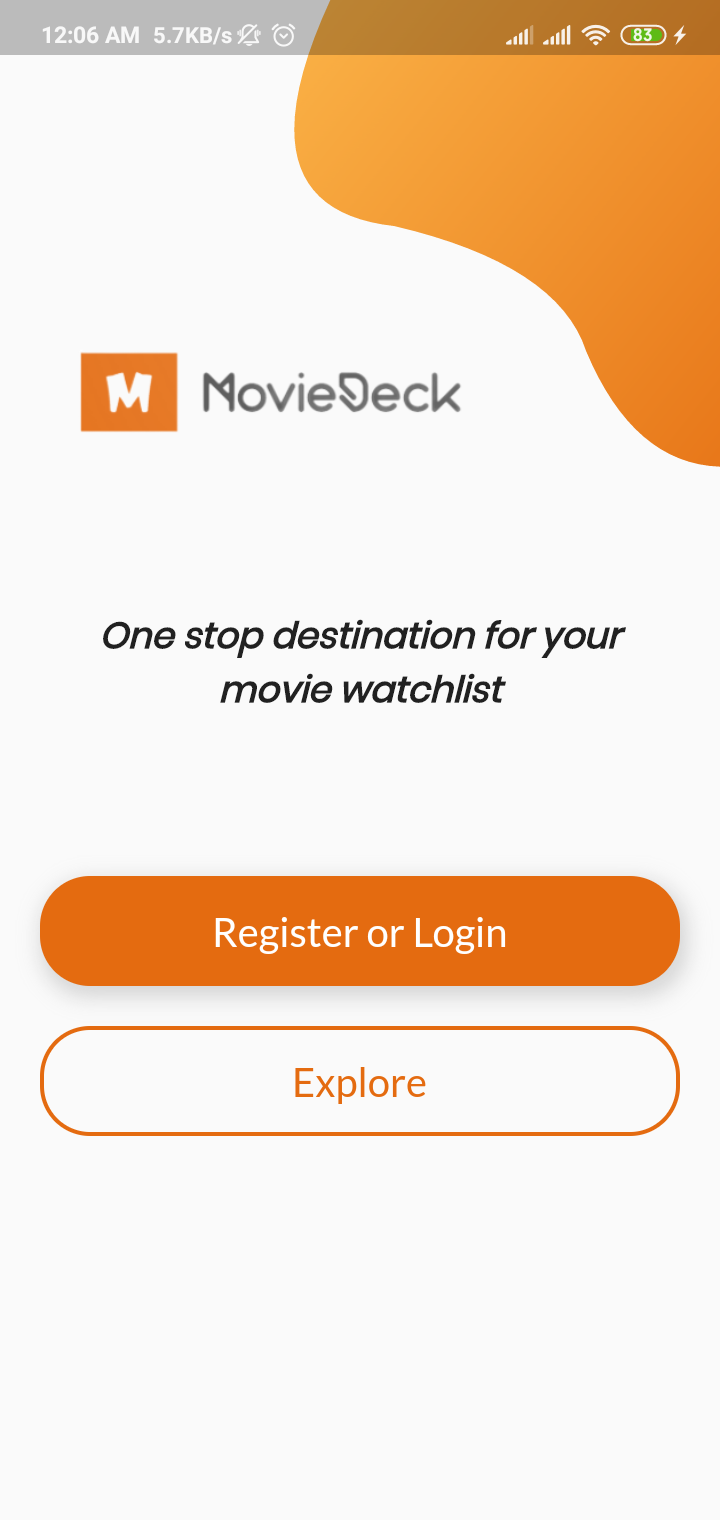 12:06 AM 5.7KB/s 83
M MovieDeck
One stop destination for your
movie watchlist
Register or Login
Explore